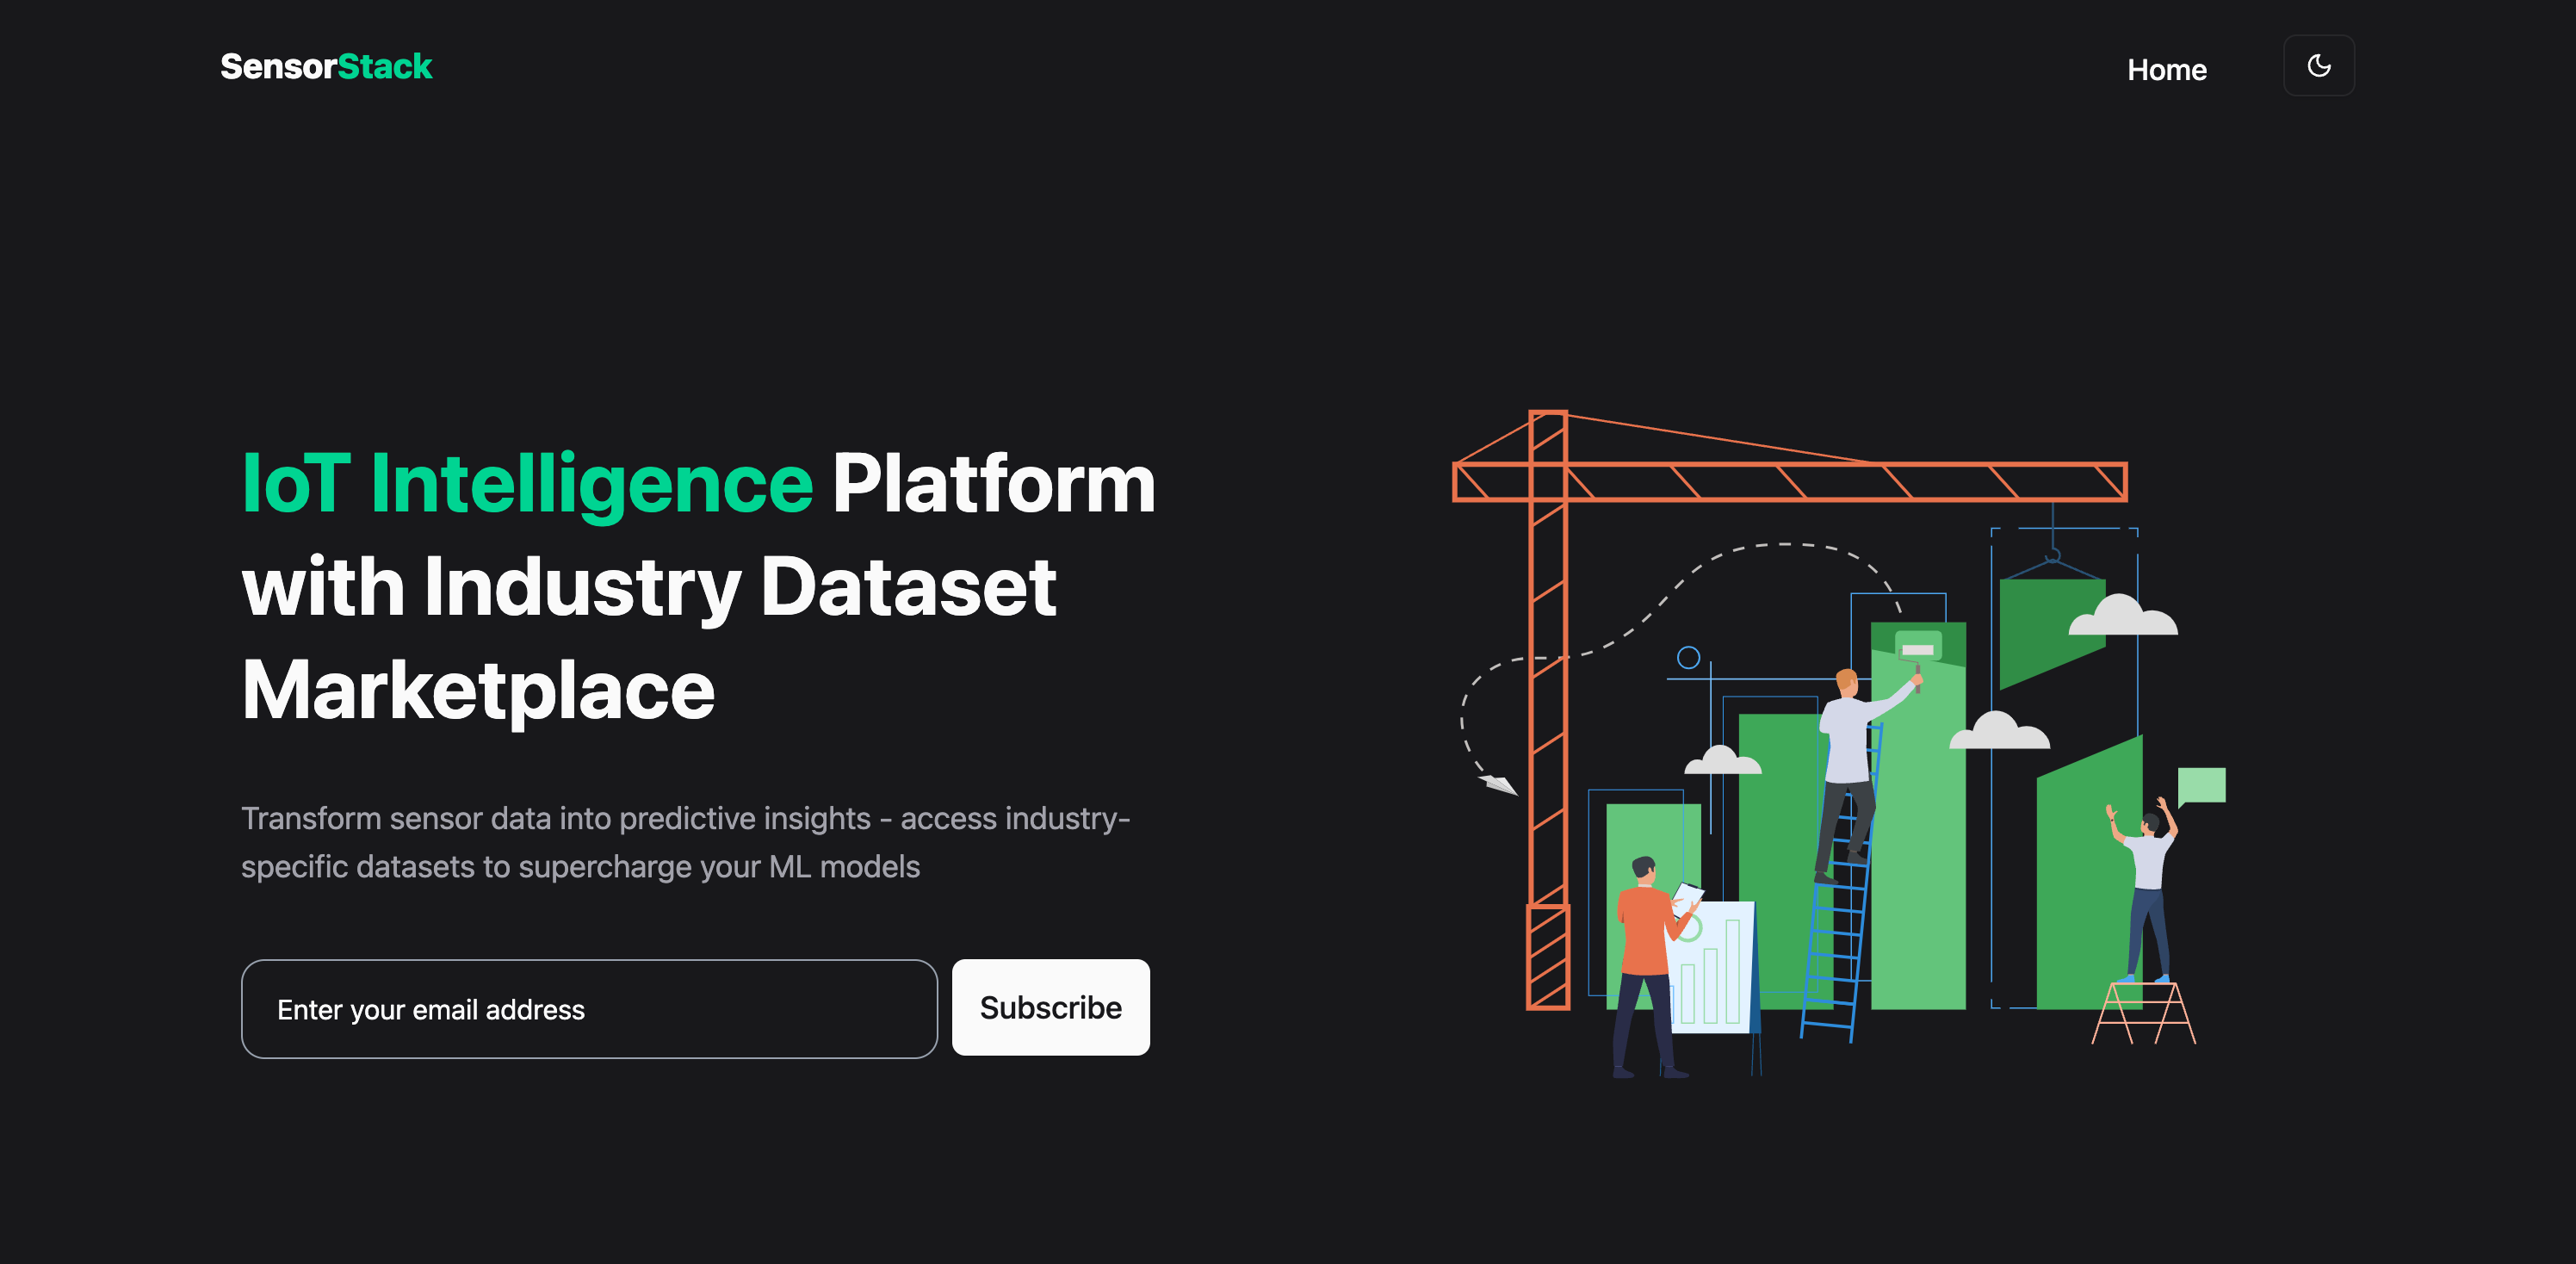 SensorStack
Home
IoT Intelligence Platform
with Industry Dataset
Marketplace
Transform sensor data into predictive insights - access industry-
specific datasets to supercharge your ML models
Enter your email address
Subscribe